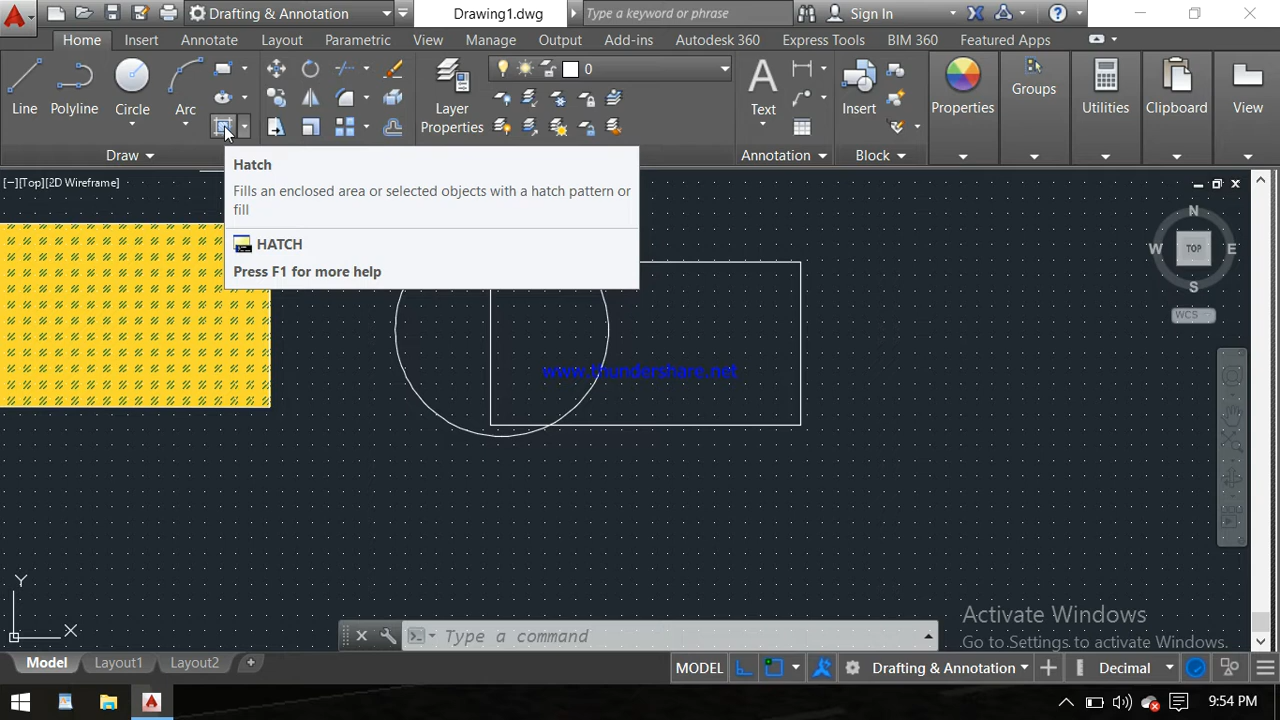 Drafting & Annotation
Drawing1.dwg
Type a keyword or phrase
Sign In
Home
Insert
Annotate
Layout
Parametric
View
Manage
Output
Add-ins
Autodesk 360
Express Tools
BIM 360
Featured Apps
Line
Polyline
Circle
Arc
Layer
Properties
0
Text
Insert
Properties
Groups
Utilities
Clipboard
View
Draw
Annotation
Block
Hatch
Fills an enclosed area or selected objects with a hatch pattern or
fill
HATCH
Press F1 for more help
[−][Top][2D Wireframe]
N
W
TOP
E
S
WCS
www.thundershare.net
Y
X
Activate Windows
Go to Settings to activate Windows.
Type a command
Model
Layout1
Layout2
MODEL
Drafting & Annotation
Decimal
9:54 PM